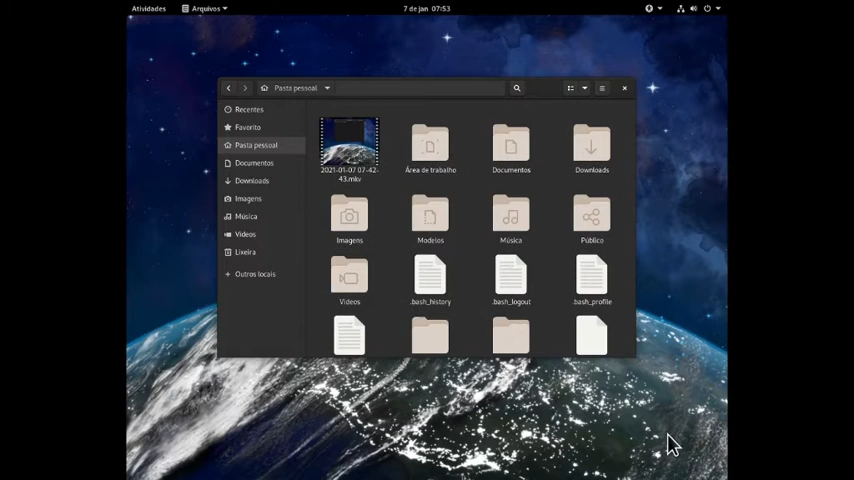 Atividades Arquivos 7 de jan 07:53
Pasta pessoal
Recentes
Favorito
Pasta pessoal
Documentos
Downloads
Imagens
Música
Vídeos
Lixeira
Outros locais
2021-01-07 07-42-
43.mkv
Área de trabalho
Documentos
Downloads
Imagens
Modelos
Música
Público
Vídeos
.bash_history
.bash_logout
.bash_profile